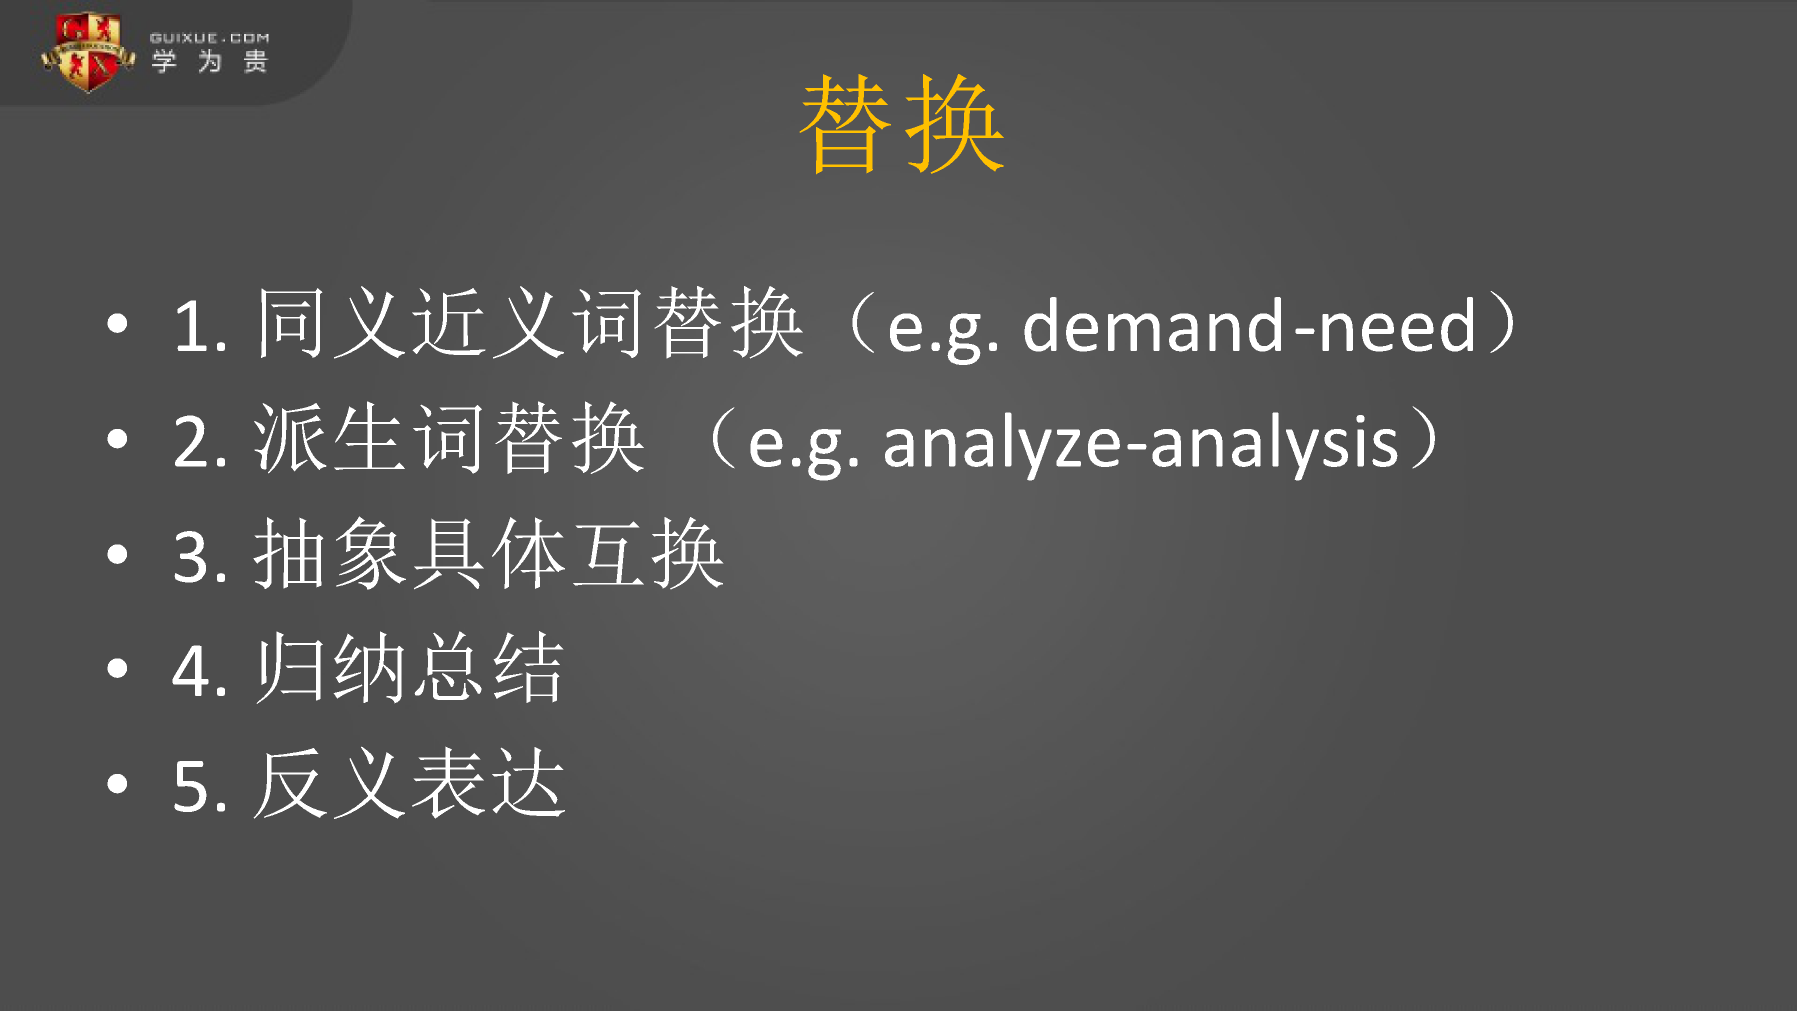 GUIXUE.COM
学为贵
替换
• 1. 同义近义词替换（e.g. demand-need）
• 2. 派生词替换 （e.g. analyze-analysis）
• 3. 抽象具体互换
• 4. 归纳总结
• 5. 反义表达